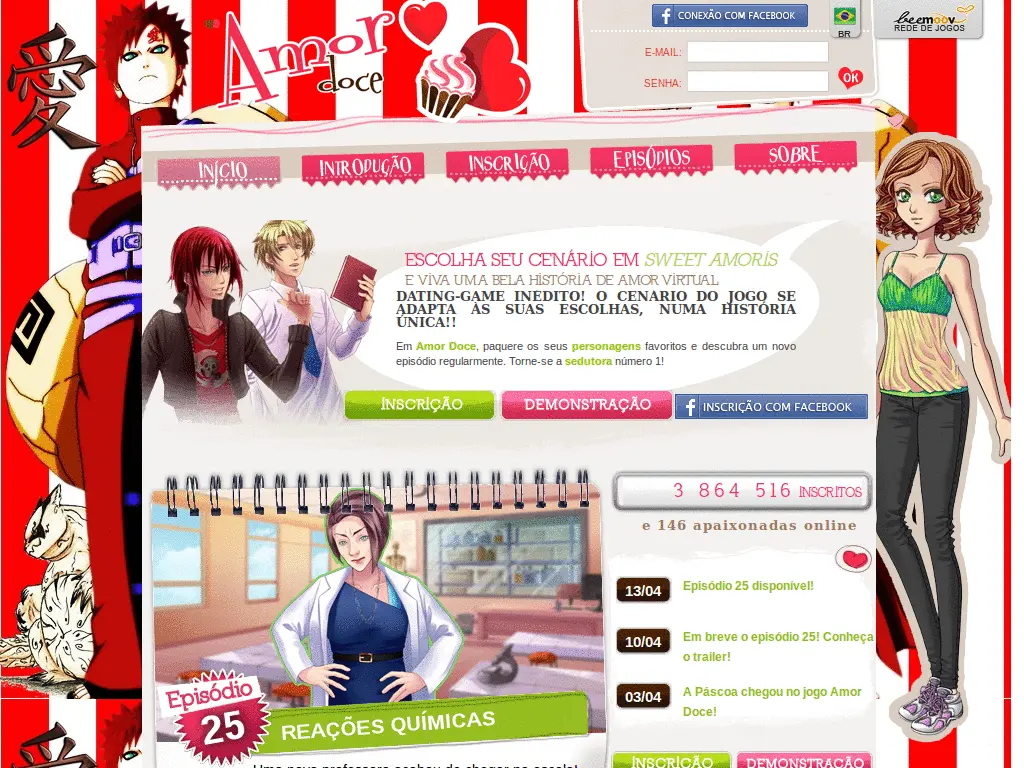 愛
Amor
doce
CONEXÃO COM FACEBOOK
BR
beemoov
REDE DE JOGOS
E-MAIL:
SENHA:
OK
INÍCIO
INTRODUÇÃO
INSCRIÇÃO
EPISÓDIOS
SOBRE
ESCOLHA SEU CENÁRIO EM SWEET AMORIS
E VIVA UMA BELA HISTÓRIA DE AMOR VIRTUAL
DATING-GAME INEDITO! O CENARIO DO JOGO SE
ADAPTA ÀS SUAS ESCOLHAS, NUMA HISTÓRIA
ÚNICA!!
Em Amor Doce, paquere os seus personagens favoritos e descubra um novo
episódio regularmente. Torne-se a sedutora número 1!
INSCRIÇÃO
DEMONSTRAÇÃO
INSCRIÇÃO COM FACEBOOK
3 864 516 INSCRITOS
e 146 apaixonadas online
13/04
Episódio 25 disponível!
10/04
Em breve o episódio 25! Conheça
o trailer!
03/04
A Páscoa chegou no jogo Amor
Doce!
Episódio
25
REAÇÕES QUÍMICAS
Uma nova professora acabou de chegar na escola!
INSCRIÇÃO
DEMONSTRAÇÃO
愛